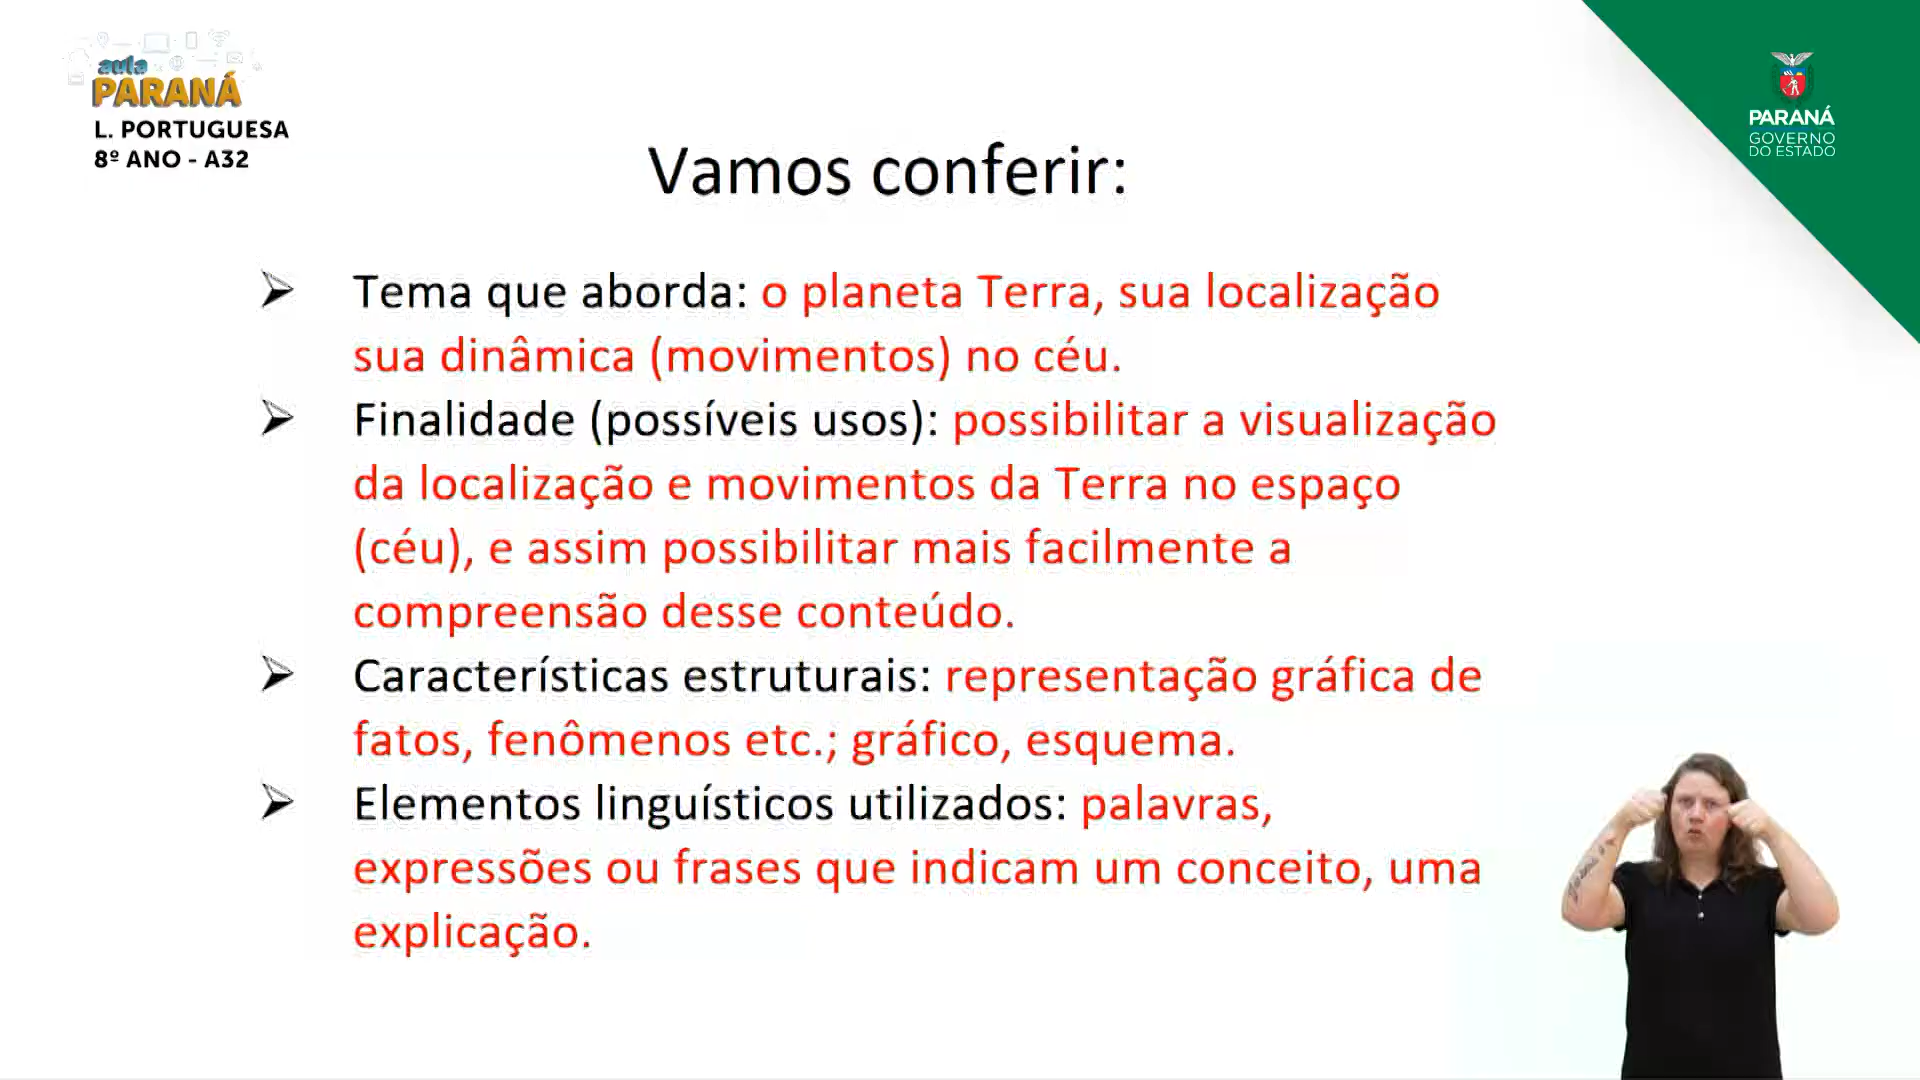 aula
PARANÁ
L. PORTUGUESA
8º ANO - A32
PARANÁ
GOVERNO
DO ESTADO
Vamos conferir:
Tema que aborda: o planeta Terra, sua localização
sua dinâmica (movimentos) no céu.
Finalidade (possíveis usos): possibilitar a visualização
da localização e movimentos da Terra no espaço
(céu), e assim possibilitar mais facilmente a
compreensão desse conteúdo.
Características estruturais: representação gráfica de
fatos, fenômenos etc.; gráfico, esquema.
Elementos linguísticos utilizados: palavras,
expressões ou frases que indicam um conceito, uma
explicação.